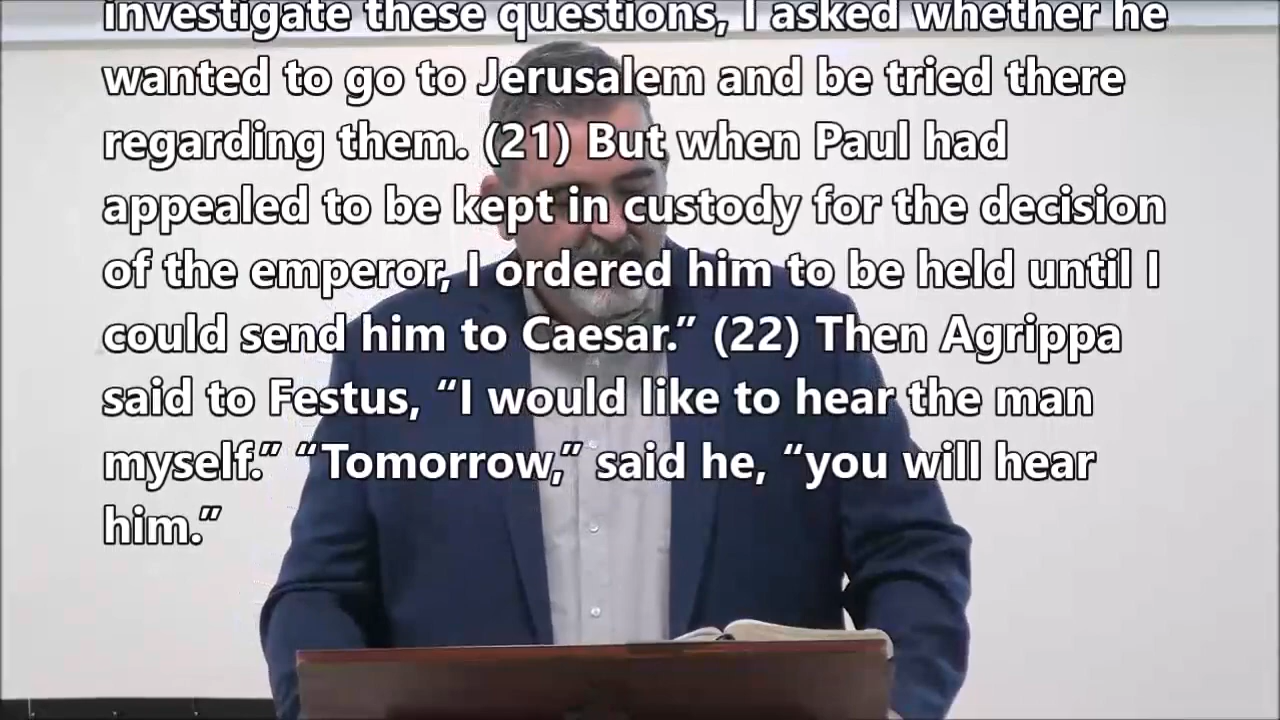 investigate these questions, I asked whether he
wanted to go to Jerusalem and be tried there
regarding them. (21) But when Paul had
appealed to be kept in custody for the decision
of the emperor, I ordered him to be held until I
could send him to Caesar.” (22) Then Agrippa
said to Festus, “I would like to hear the man
myself.” “Tomorrow,” said he, “you will hear
him.”